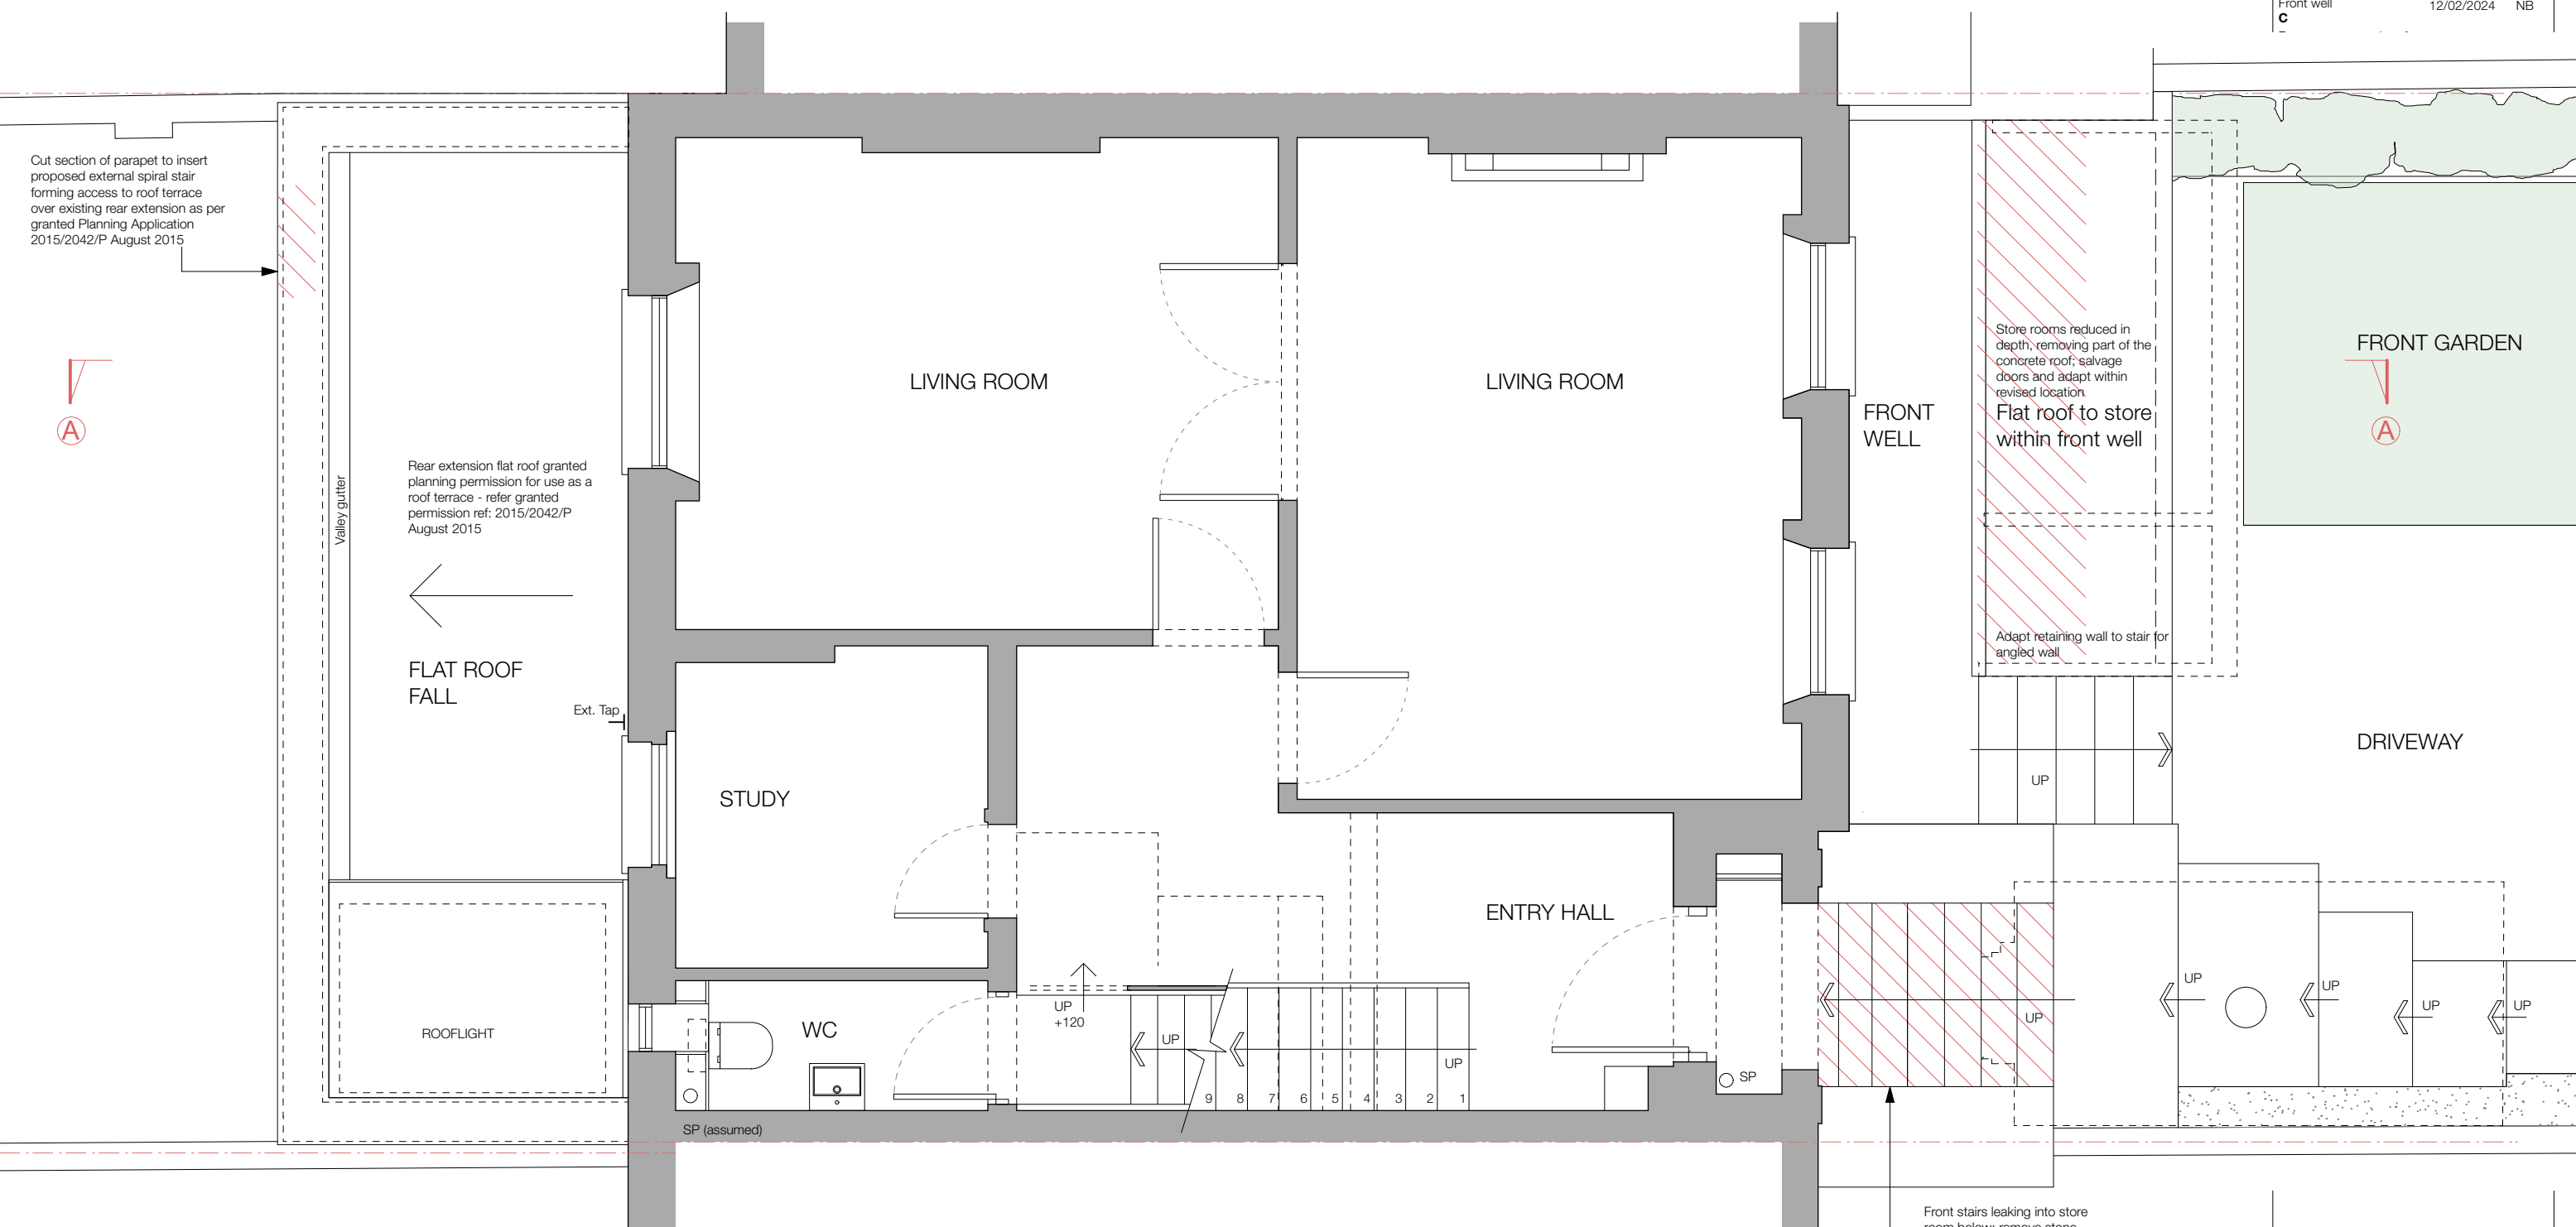 Front well 12/02/2024 NB
C
Cut section of parapet to insert
proposed external spiral stair
forming access to roof terrace
over existing rear extension as per
granted Planning Application
2015/2042/P August 2015
A
Valley gutter
Rear extension flat roof granted
planning permission for use as a
roof terrace - refer granted
permission ref: 2015/2042/P
August 2015
FLAT ROOF
FALL
Ext. Tap
ROOFLIGHT
LIVING ROOM
LIVING ROOM
STUDY
WC
SP (assumed)
UP
+120
UP
9 8 7 6 5 4 3 2 1
UP
ENTRY HALL
SP
FRONT
WELL
Store rooms reduced in
depth, removing part of the
concrete roof; salvage
doors and adapt within
revised location
Flat roof to store
within front well
Adapt retaining wall to stair for
angled wall
UP
FRONT GARDEN
A
DRIVEWAY
UP
UP
UP
UP
UP
Front stairs leaking into store
room below: remove stone